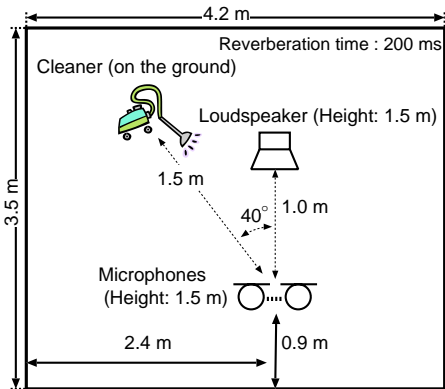 4.2 m
Reverberation time : 200 ms
Cleaner (on the ground)
Loudspeaker (Height: 1.5 m)
3.5 m
1.5 m
40°
1.0 m
Microphones
(Height: 1.5 m)
2.4 m
0.9 m